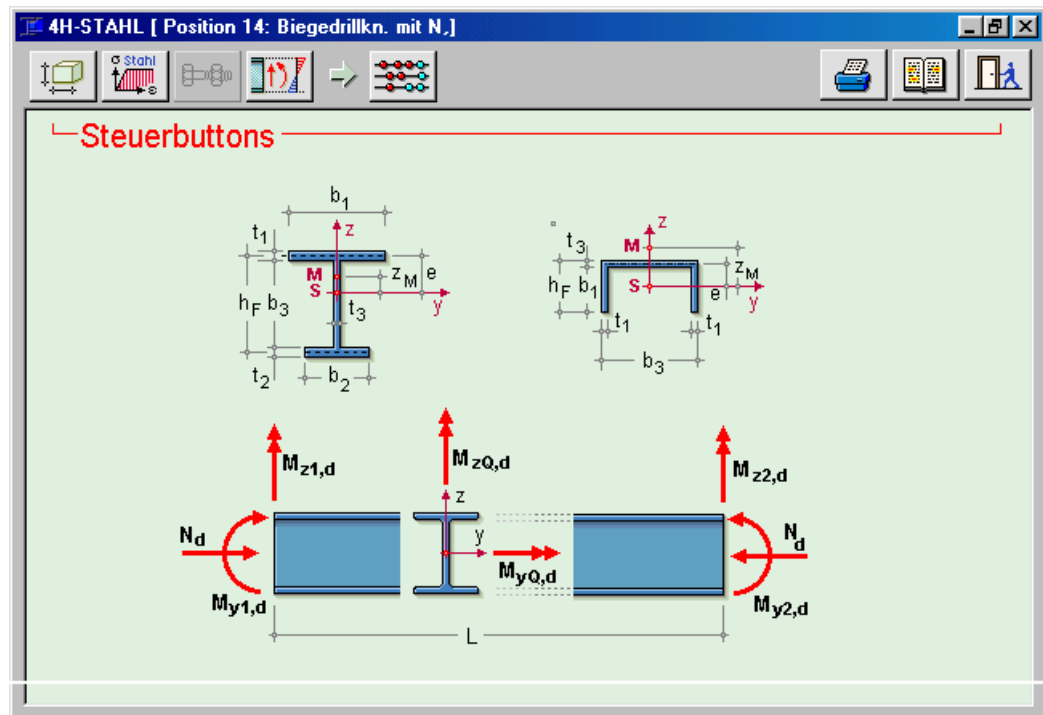 4H-STAHL [ Position 14: Biegedrillkn. mit N,]
σ Stahl
ε
Steuerbuttons
b1
z
t1
M
zM
e
S
y
hF
b3
t3
t2
b2
z
t3
M
zM
hF
b1
S
e
y
t1
t1
b3
Mz1,d
MzQ,d
Mz2,d
z
Nd
y
Nd
MyQ,d
My1,d
My2,d
L